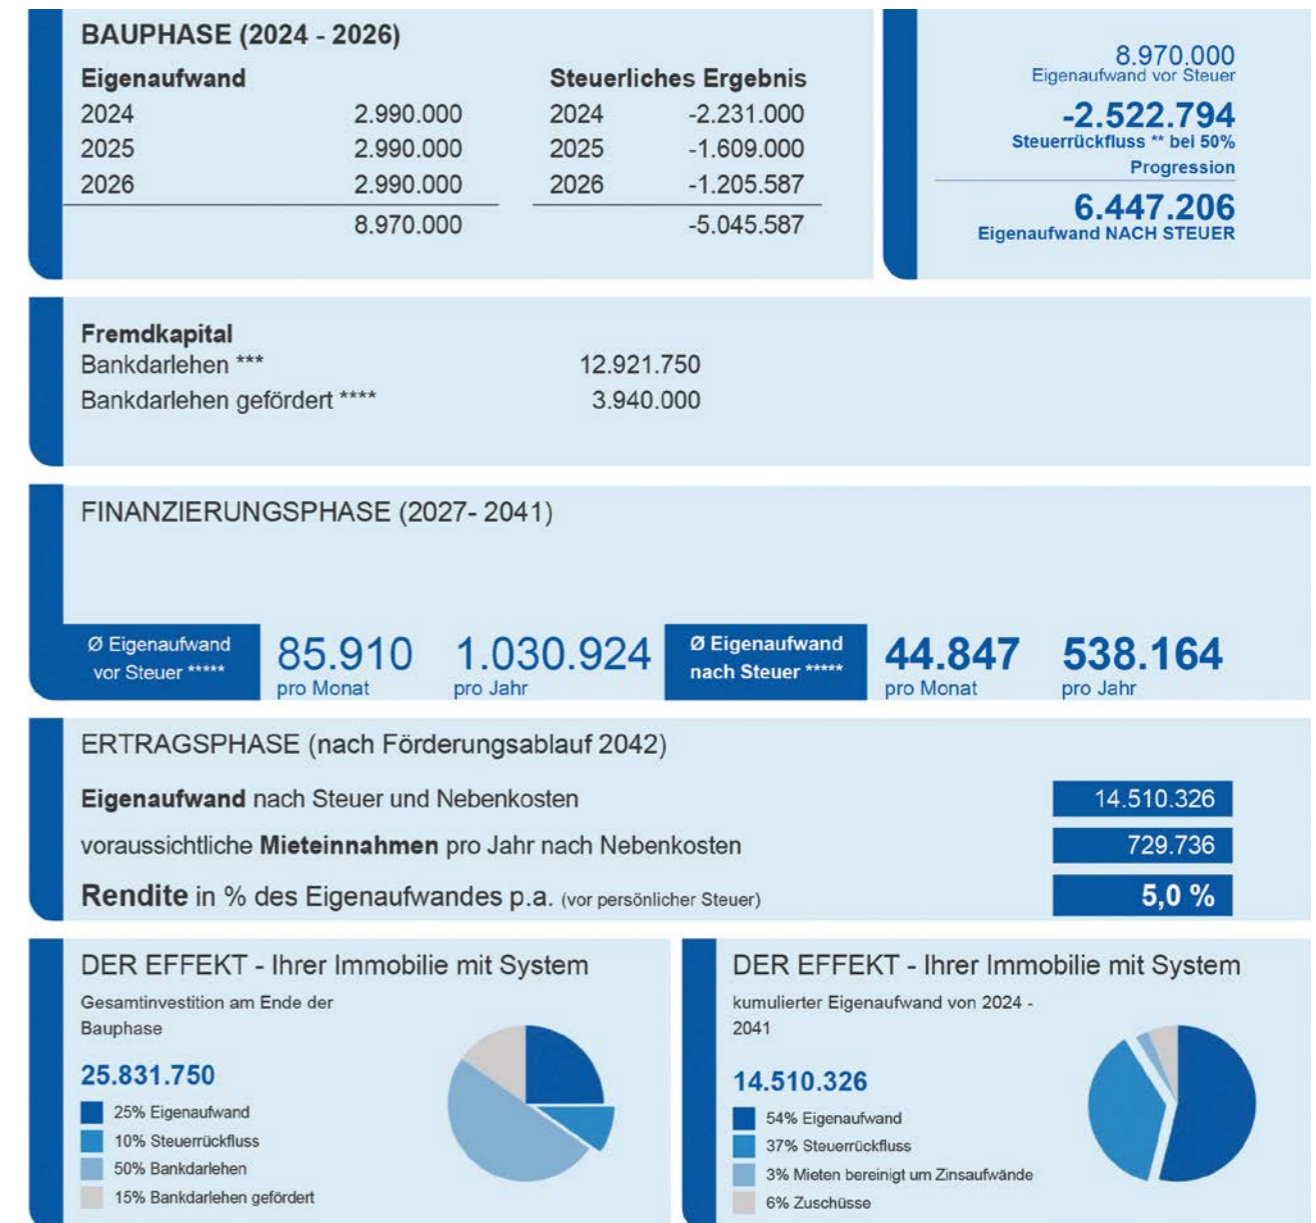 BAUPHASE (2024 - 2026)
Eigenaufwand
2024 2.990.000
2025 2.990.000
2026 2.990.000
8.970.000
Steuerliches Ergebnis
2024 -2.231.000
2025 -1.609.000
2026 -1.205.587
-5.045.587
8.970.000
Eigenaufwand vor Steuer
-2.522.794
Steuerrückfluss ** bei 50%
Progression
6.447.206
Eigenaufwand NACH STEUER
Fremdkapital
Bankdarlehen *** 12.921.750
Bankdarlehen gefördert **** 3.940.000
FINANZIERUNGSPHASE (2027- 2041)
Ø Eigenaufwand
vor Steuer *****
85.910
pro Monat
1.030.924
pro Jahr
Ø Eigenaufwand
nach Steuer *****
44.847
pro Monat
538.164
pro Jahr
ERTRAGSPHASE (nach Förderungsablauf 2042)
Eigenaufwand nach Steuer und Nebenkosten 14.510.326
voraussichtliche Mieteinnahmen pro Jahr nach Nebenkosten 729.736
Rendite in % des Eigenaufwandes p.a. (vor persönlicher Steuer) 5,0 %
DER EFFEKT - Ihrer Immobilie mit System
Gesamtinvestition am Ende der
Bauphase
25.831.750
25% Eigenaufwand
10% Steuerrückfluss
50% Bankdarlehen
15% Bankdarlehen gefördert
DER EFFEKT - Ihrer Immobilie mit System
kumulierter Eigenaufwand von 2024 -
2041
14.510.326
54% Eigenaufwand
37% Steuerrückfluss
3% Mieten bereinigt um Zinsaufwände
6% Zuschüsse